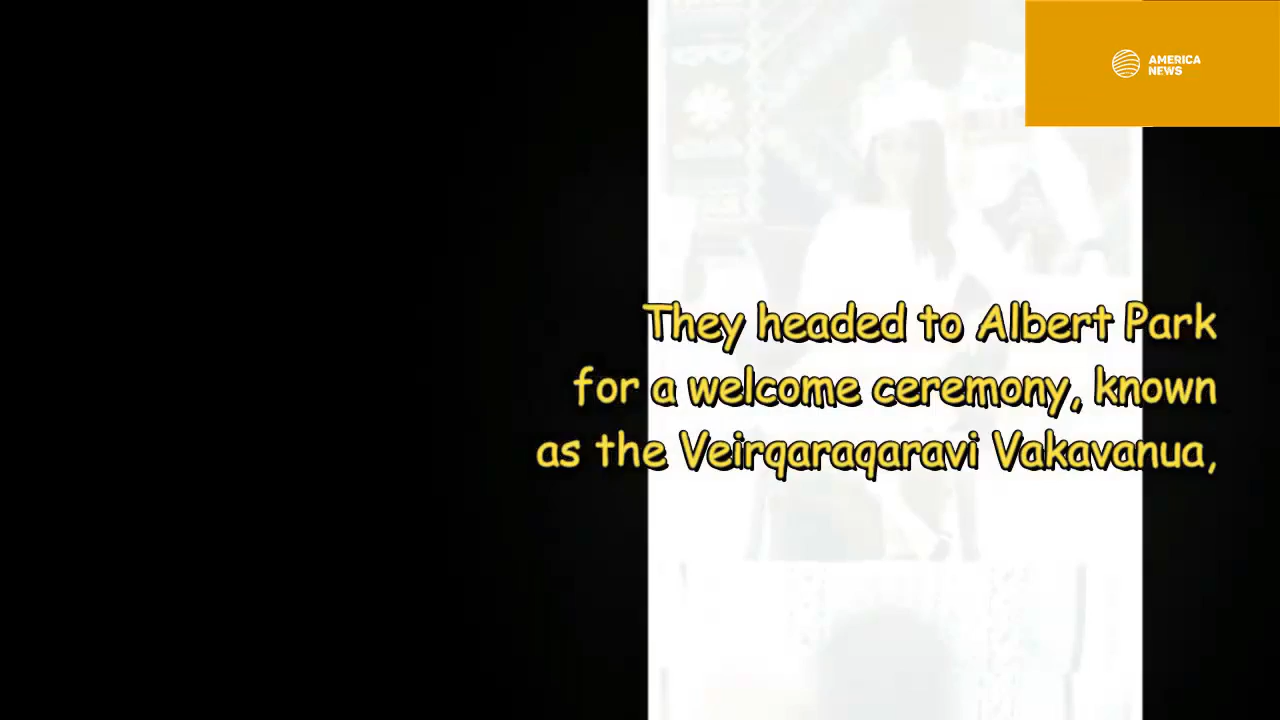 AMERICA
NEWS
They headed to Albert Park
for a welcome ceremony, known
as the Veirqaraqaravi Vakavanua,